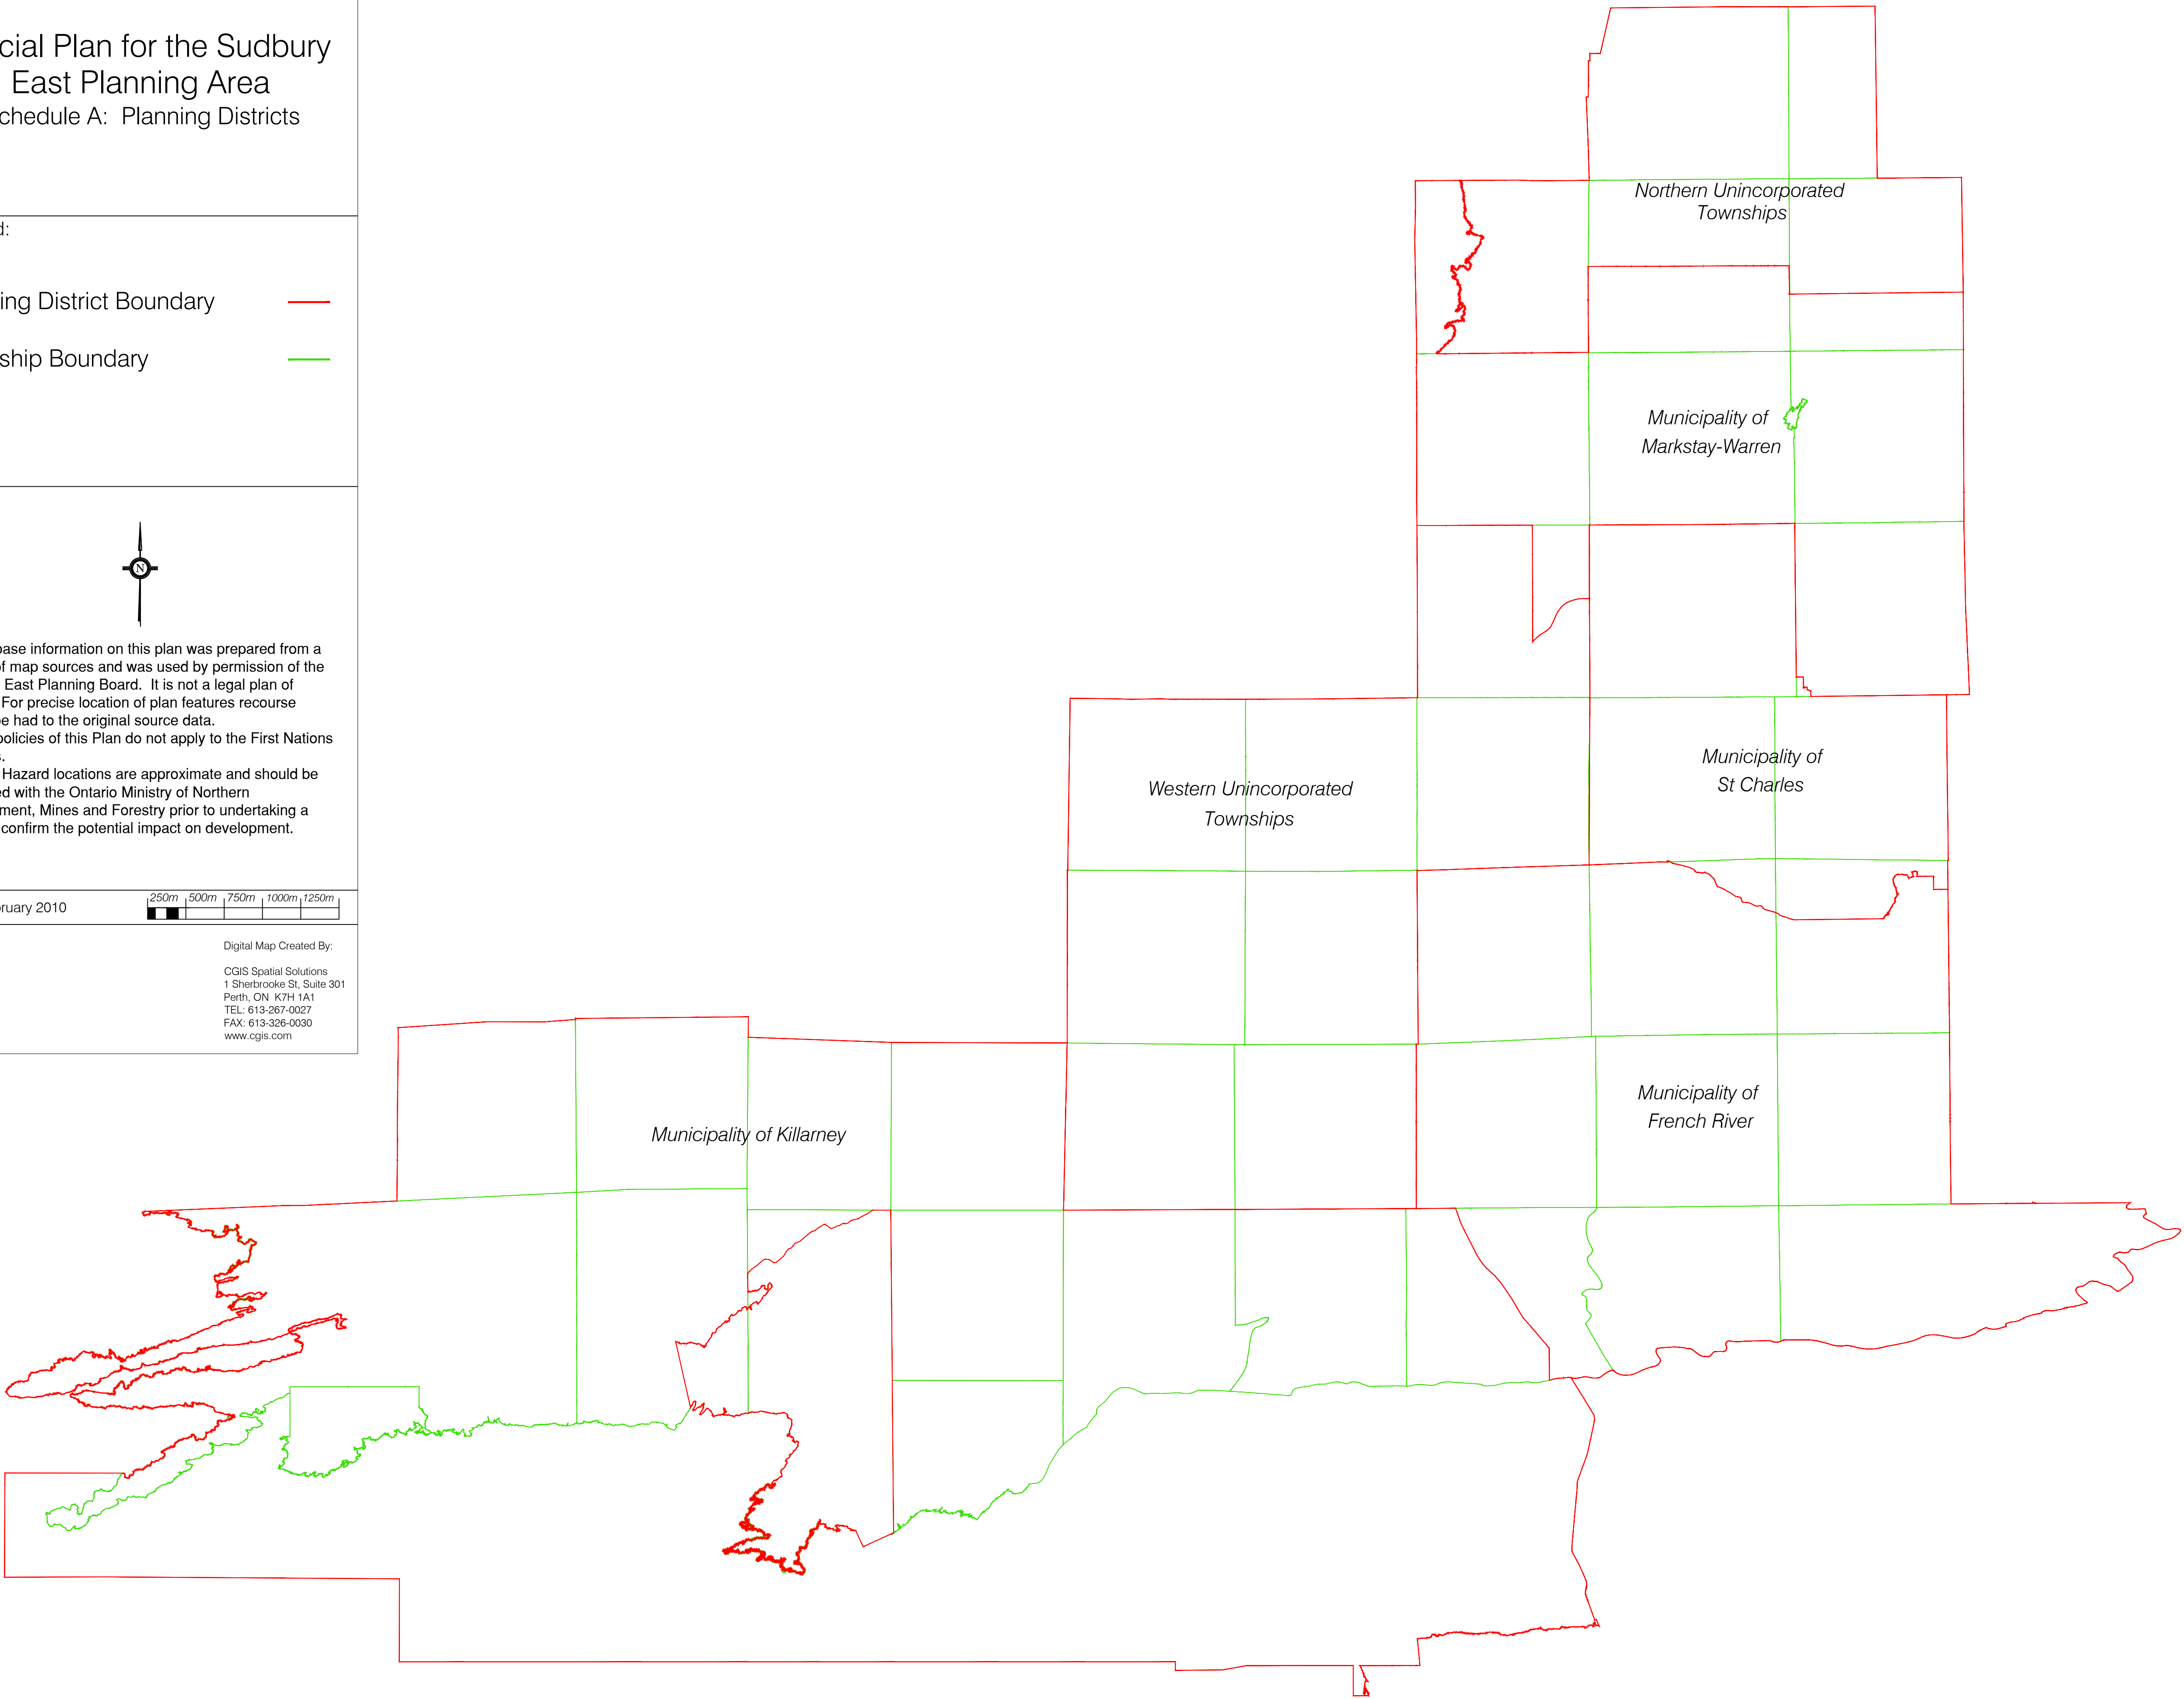 cial Plan for the Sudbury
East Planning Area
chedule A: Planning Districts
d:
ing District Boundary
ship Boundary
N
base information on this plan was prepared from a
of map sources and was used by permission of the
East Planning Board. It is not a legal plan of
For precise location of plan features recourse
be had to the original source data.
policies of this Plan do not apply to the First Nations
s.
Hazard locations are approximate and should be
ed with the Ontario Ministry of Northern
ment, Mines and Forestry prior to undertaking a
confirm the potential impact on development.
ruary 2010
250m 500m 750m 1000m 1250m
Digital Map Created By:
CGIS Spatial Solutions
1 Sherbrooke St, Suite 301
Perth, ON K7H 1A1
TEL: 613-267-0027
FAX: 613-326-0030
www.cgis.com
Northern Unincorporated
Townships
Municipality of
Markstay-Warren
Western Unincorporated
Townships
Municipality of
St Charles
Municipality of Killarney
Municipality of
French River